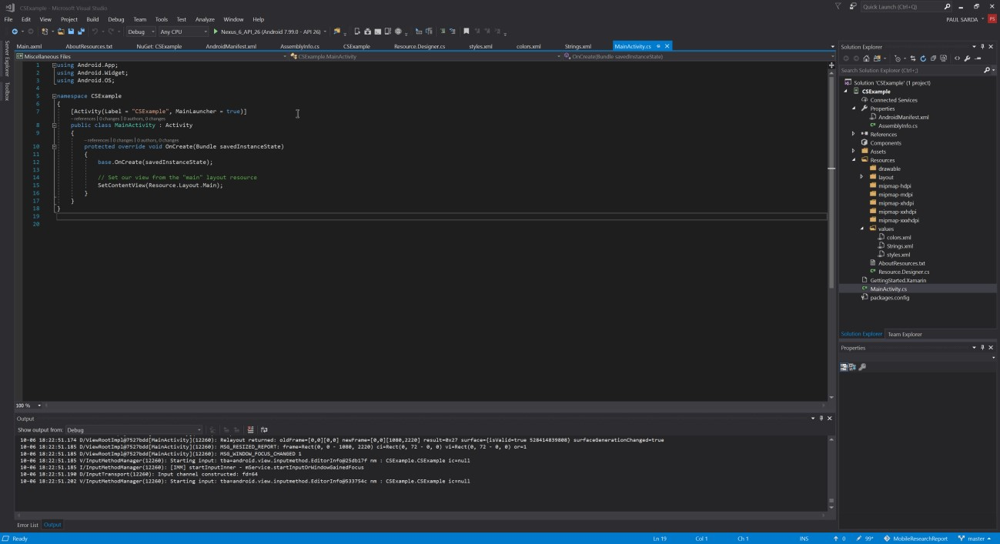 CSExample - Microsoft Visual Studio
Quick Launch (Ctrl+Q)
File Edit View Project Build Debug Team Tools Test Analyze Window Help
PAUL SARDA PS
Debug Any CPU Nexus_6_API_26 (Android 7.99.0 - API 26)
Server Explorer
Toolbox
Main.axml AboutResources.txt NuGet: CSExample AndroidManifest.xml AssemblyInfo.cs CSExample Resource.Designer.cs styles.xml colors.xml Strings.xml MainActivity.cs
Miscellaneous Files CSExample.MainActivity OnCreate(Bundle savedInstanceState)
1 using Android.App;
2 using Android.Widget;
3 using Android.OS;
4
5 namespace CSExample
6 {
7 [Activity(Label = "CSExample", MainLauncher = true)]
– references | 0 changes | 0 authors, 0 changes
8 public class MainActivity : Activity
9 {
– references | 0 changes | 0 authors, 0 changes
10 protected override void OnCreate(Bundle savedInstanceState)
11 {
12 base.OnCreate(savedInstanceState);
13
14 // Set our view from the "main" layout resource
15 SetContentView(Resource.Layout.Main);
16 }
17 }
18 }
19
20
100 %
Output
Show output from: Debug
10-06 18:22:51.174 D/ViewRootImpl@7527bdd[MainActivity](12260): Relayout returned: oldFrame=[0,0][0,0] newFrame=[0,0][1080,2220] result=0x27 surface={isValid=true 528414839808} surfaceGenerationChanged=true
10-06 18:22:51.185 D/ViewRootImpl@7527bdd[MainActivity](12260): MSG_RESIZED_REPORT: frame=Rect(0, 0 - 1080, 2220) ci=Rect(0, 72 - 0, 0) vi=Rect(0, 72 - 0, 0) or=1
10-06 18:22:51.185 D/ViewRootImpl@7527bdd[MainActivity](12260): MSG_WINDOW_FOCUS_CHANGED 1
10-06 18:22:51.185 V/InputMethodManager(12260): Starting input: tba=android.view.inputmethod.EditorInfo@25db17f nm : CSExample.CSExample ic=null
10-06 18:22:51.185 I/InputMethodManager(12260): [IMM] startInputInner - mService.startInputOrWindowGainedFocus
10-06 18:22:51.190 D/InputTransport(12260): Input channel constructed: fd=64
10-06 18:22:51.202 V/InputMethodManager(12260): Starting input: tba=android.view.inputmethod.EditorInfo@533754c nm : CSExample.CSExample ic=null
Error List Output
Solution Explorer
Search Solution Explorer (Ctrl+;)
Solution 'CSExample' (1 project)
CSExample
Connected Services
Properties
AndroidManifest.xml
AssemblyInfo.cs
References
Components
Assets
Resources
drawable
layout
mipmap-hdpi
mipmap-mdpi
mipmap-xhdpi
mipmap-xxhdpi
mipmap-xxxhdpi
values
colors.xml
Strings.xml
styles.xml
AboutResources.txt
Resource.Designer.cs
GettingStarted.Xamarin
MainActivity.cs
packages.config
Solution Explorer Team Explorer
Properties
Ready Ln 19 Col 1 Ch 1 INS 0 99* MobileResearchReport master